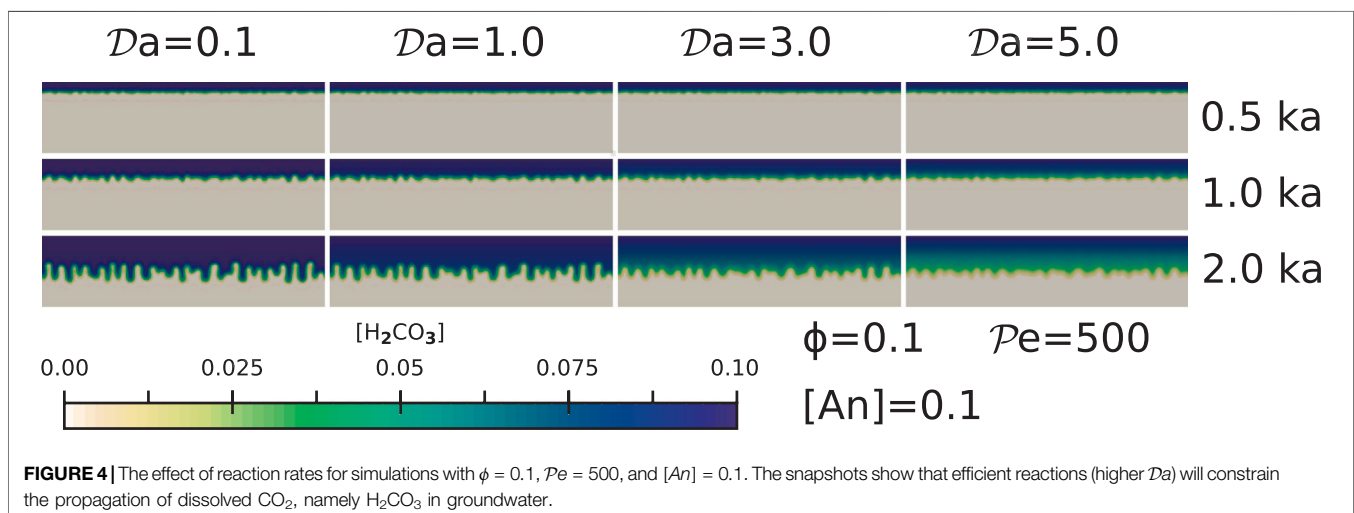 𝒟a=0.1 𝒟a=1.0 𝒟a=3.0 𝒟a=5.0
0.5 ka
1.0 ka
2.0 ka
[H₂CO₃]
0.00 0.025 0.05 0.075 0.10
ϕ=0.1 𝒫e=500
[An]=0.1
FIGURE 4 | The effect of reaction rates for simulations with ϕ = 0.1, 𝒫e = 500, and [An] = 0.1. The snapshots show that efficient reactions (higher 𝒟a) will constrain
the propagation of dissolved CO₂, namely H₂CO₃ in groundwater.